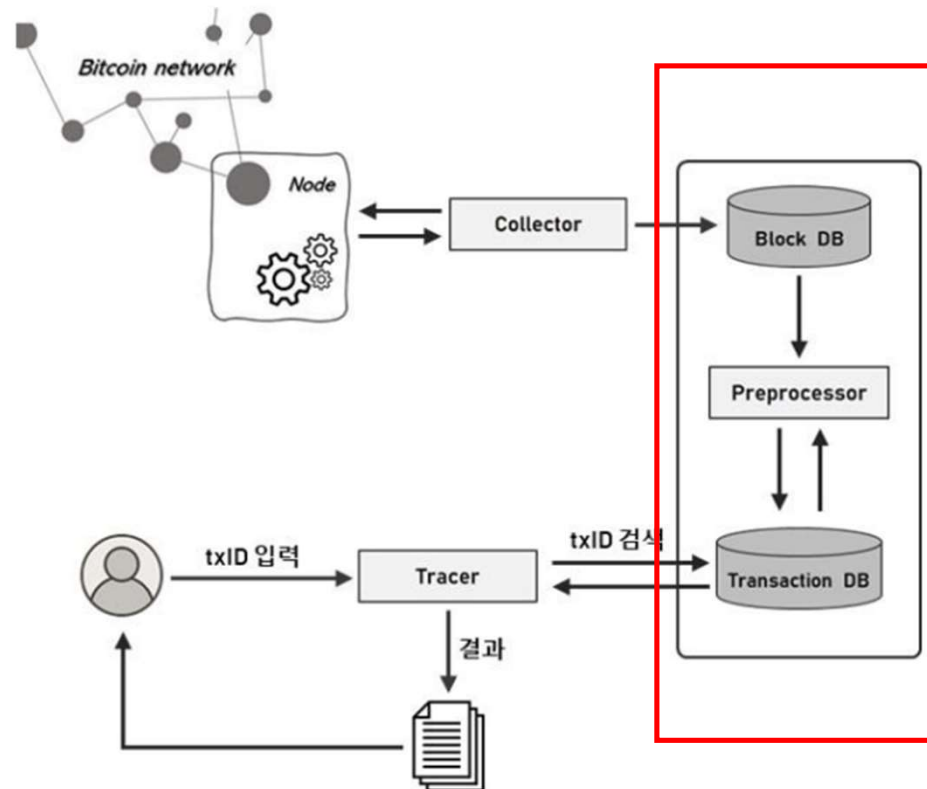 Bitcoin network
Node
Collector
Block DB
Preprocessor
txID 입력
Tracer
txID 검색
Transaction DB
결과